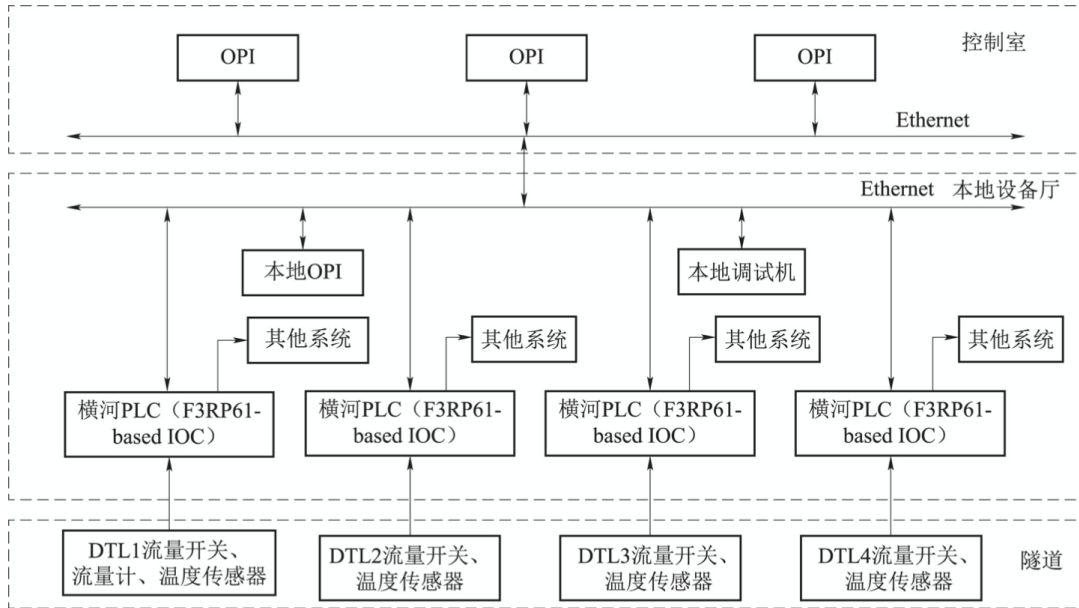 控制室
OPI
OPI
OPI
Ethernet
Ethernet 本地设备厅
本地OPI
本地调试机
其他系统
其他系统
其他系统
其他系统
横河PLC（F3RP61-
based IOC）
横河PLC（F3RP61-
based IOC）
横河PLC（F3RP61-
based IOC）
横河PLC（F3RP61-
based IOC）
DTL1流量开关、
流量计、温度传感器
DTL2流量开关、
温度传感器
DTL3流量开关、
温度传感器
DTL4流量开关、
温度传感器
隧道